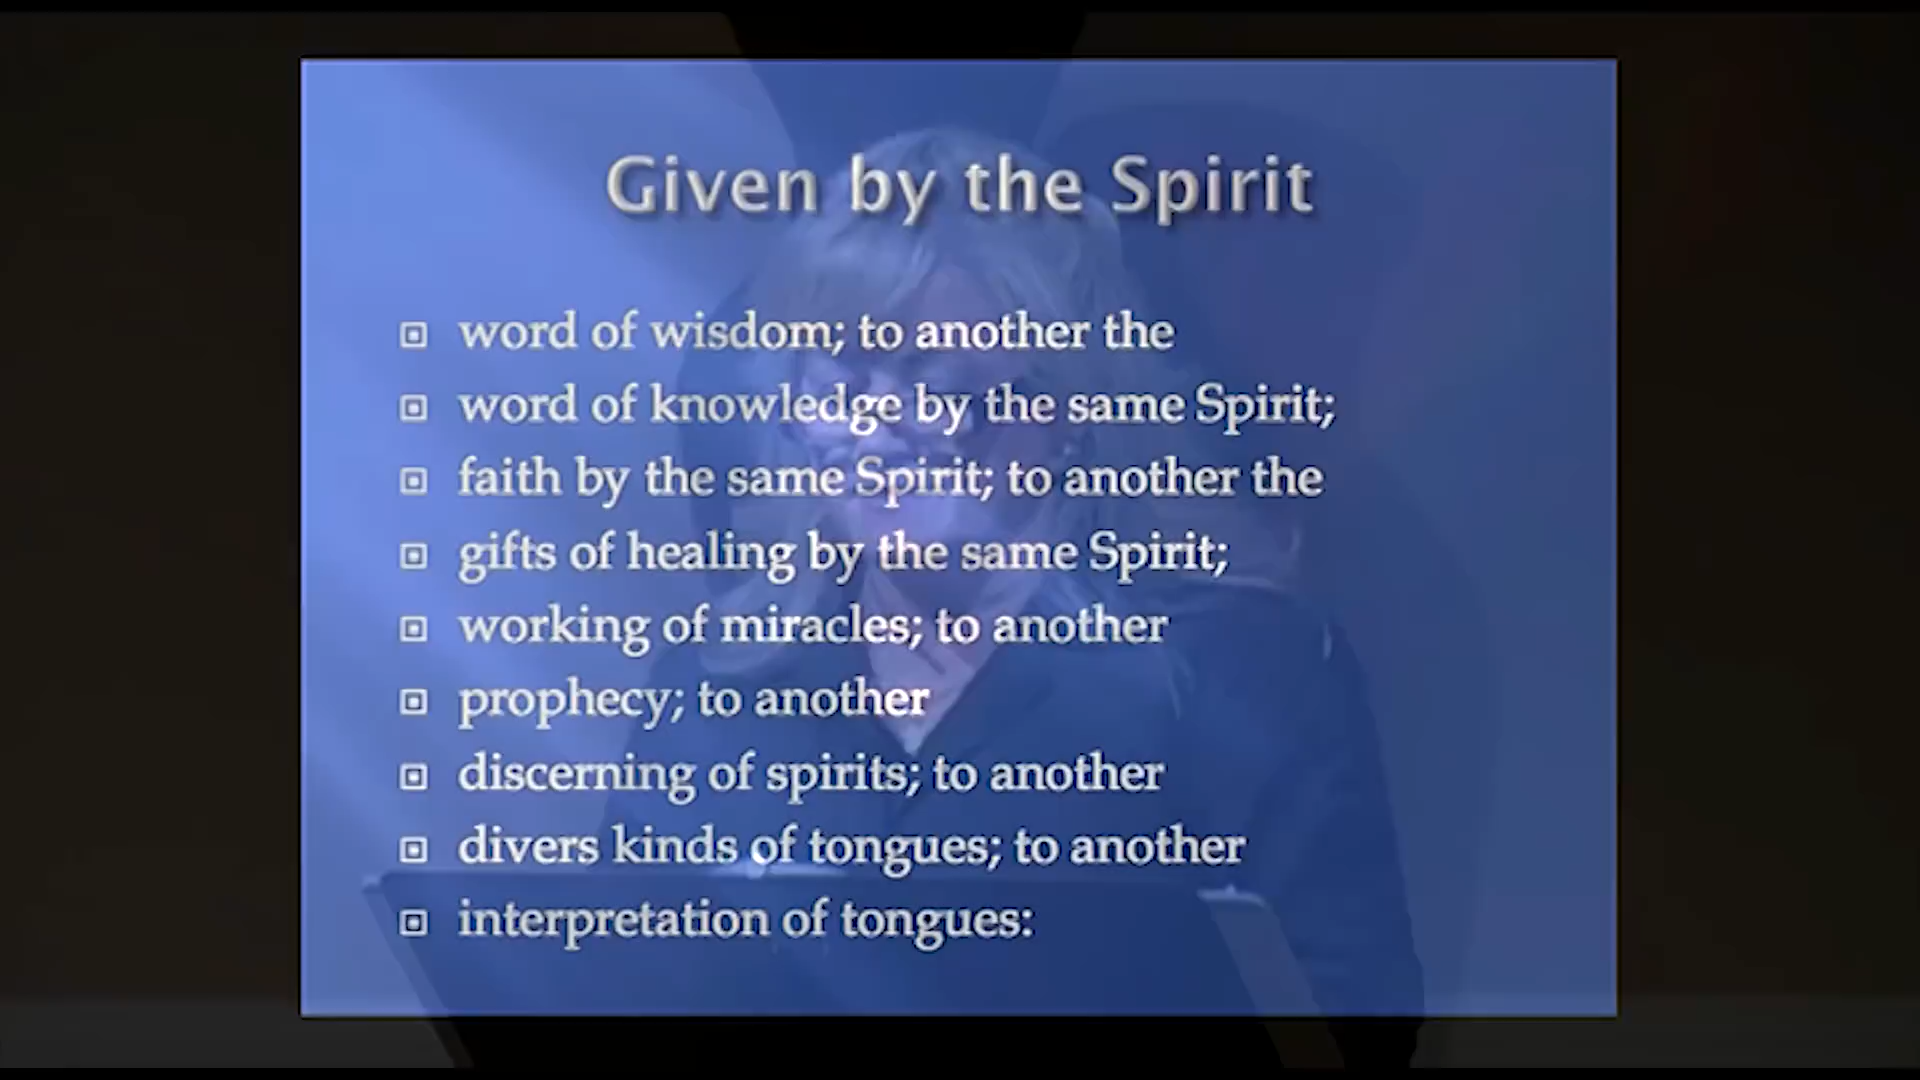 Given by the Spirit
word of wisdom; to another the
word of knowledge by the same Spirit;
faith by the same Spirit; to another the
gifts of healing by the same Spirit;
working of miracles; to another
prophecy; to another
discerning of spirits; to another
divers kinds of tongues; to another
interpretation of tongues: